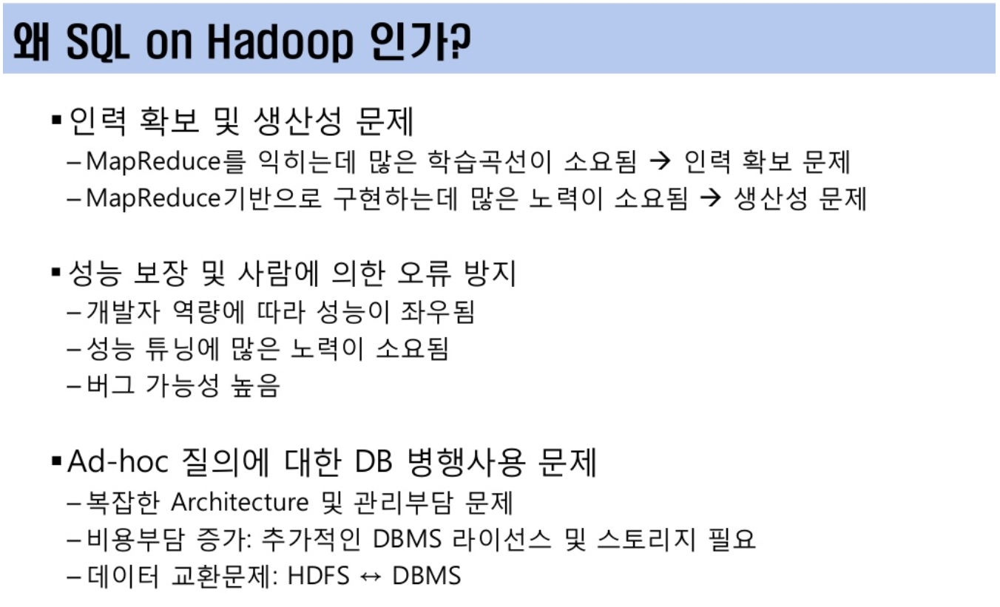 왜 SQL on Hadoop 인가?
▪인력 확보 및 생산성 문제
–MapReduce를 익히는데 많은 학습곡선이 소요됨 → 인력 확보 문제
–MapReduce기반으로 구현하는데 많은 노력이 소요됨 → 생산성 문제
▪성능 보장 및 사람에 의한 오류 방지
–개발자 역량에 따라 성능이 좌우됨
–성능 튜닝에 많은 노력이 소요됨
–버그 가능성 높음
▪Ad-hoc 질의에 대한 DB 병행사용 문제
–복잡한 Architecture 및 관리부담 문제
–비용부담 증가: 추가적인 DBMS 라이선스 및 스토리지 필요
–데이터 교환문제: HDFS ↔ DBMS